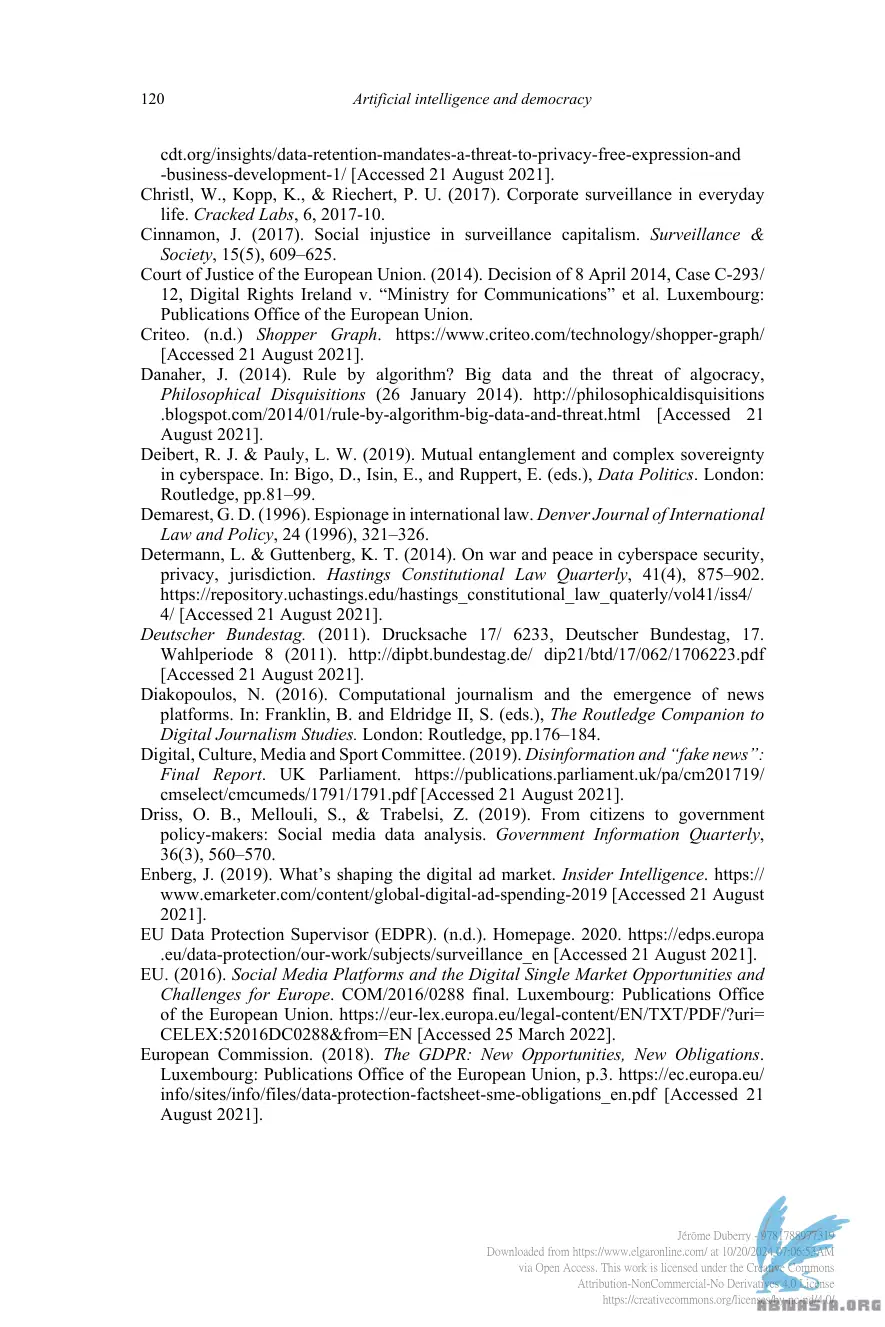 120
Artificial intelligence and democracy
cdt.org/insights/data-retention-mandates-a-threat-to-privacy-free-expression-and
-business-development-1/ [Accessed 21 August 2021].
Christl, W., Kopp, K., & Riechert, P. U. (2017). Corporate surveillance in everyday
life. Cracked Labs, 6, 2017-10.
Cinnamon, J. (2017). Social injustice in surveillance capitalism. Surveillance &
Society, 15(5), 609–625.
Court of Justice of the European Union. (2014). Decision of 8 April 2014, Case C-293/
12, Digital Rights Ireland v. “Ministry for Communications” et al. Luxembourg:
Publications Office of the European Union.
Criteo. (n.d.) Shopper Graph. https://www.criteo.com/technology/shopper-graph/
[Accessed 21 August 2021].
Danaher, J. (2014). Rule by algorithm? Big data and the threat of algocracy,
Philosophical Disquisitions (26 January 2014). http://philosophicaldisquisitions
.blogspot.com/2014/01/rule-by-algorithm-big-data-and-threat.html [Accessed 21
August 2021].
Deibert, R. J. & Pauly, L. W. (2019). Mutual entanglement and complex sovereignty
in cyberspace. In: Bigo, D., Isin, E., and Ruppert, E. (eds.), Data Politics. London:
Routledge, pp.81–99.
Demarest, G. D. (1996). Espionage in international law. Denver Journal of International
Law and Policy, 24 (1996), 321–326.
Determann, L. & Guttenberg, K. T. (2014). On war and peace in cyberspace security,
privacy, jurisdiction. Hastings Constitutional Law Quarterly, 41(4), 875–902.
https://repository.uchastings.edu/hastings_constitutional_law_quaterly/vol41/iss4/
4/ [Accessed 21 August 2021].
Deutscher Bundestag. (2011). Drucksache 17/ 6233, Deutscher Bundestag, 17.
Wahlperiode 8 (2011). http://dipbt.bundestag.de/ dip21/btd/17/062/1706223.pdf
[Accessed 21 August 2021].
Diakopoulos, N. (2016). Computational journalism and the emergence of news
platforms. In: Franklin, B. and Eldridge II, S. (eds.), The Routledge Companion to
Digital Journalism Studies. London: Routledge, pp.176–184.
Digital, Culture, Media and Sport Committee. (2019). Disinformation and “fake news”:
Final Report. UK Parliament. https://publications.parliament.uk/pa/cm201719/
cmselect/cmcumeds/1791/1791.pdf [Accessed 21 August 2021].
Driss, O. B., Mellouli, S., & Trabelsi, Z. (2019). From citizens to government
policy-makers: Social media data analysis. Government Information Quarterly,
36(3), 560–570.
Enberg, J. (2019). What’s shaping the digital ad market. Insider Intelligence. https://
www.emarketer.com/content/global-digital-ad-spending-2019 [Accessed 21 August
2021].
EU Data Protection Supervisor (EDPR). (n.d.). Homepage. 2020. https://edps.europa
.eu/data-protection/our-work/subjects/surveillance_en [Accessed 21 August 2021].
EU. (2016). Social Media Platforms and the Digital Single Market Opportunities and
Challenges for Europe. COM/2016/0288 final. Luxembourg: Publications Office
of the European Union. https://eur-lex.europa.eu/legal-content/EN/TXT/PDF/?uri=
CELEX:52016DC0288&from=EN [Accessed 25 March 2022].
European Commission. (2018). The GDPR: New Opportunities, New Obligations.
Luxembourg: Publications Office of the European Union, p.3. https://ec.europa.eu/
info/sites/info/files/data-protection-factsheet-sme-obligations_en.pdf [Accessed 21
August 2021].
Jérôme Duberry - 9781788977319
Downloaded from https://www.elgaronline.com/ at 10/20/2024 07:06:53AM
via Open Access. This work is licensed under the Creative Commons
Attribution-NonCommercial-No Derivatives 4.0 License
https://creativecommons.org/licenses/by-nc-nd/4.0/
ABTMASIA.ORG